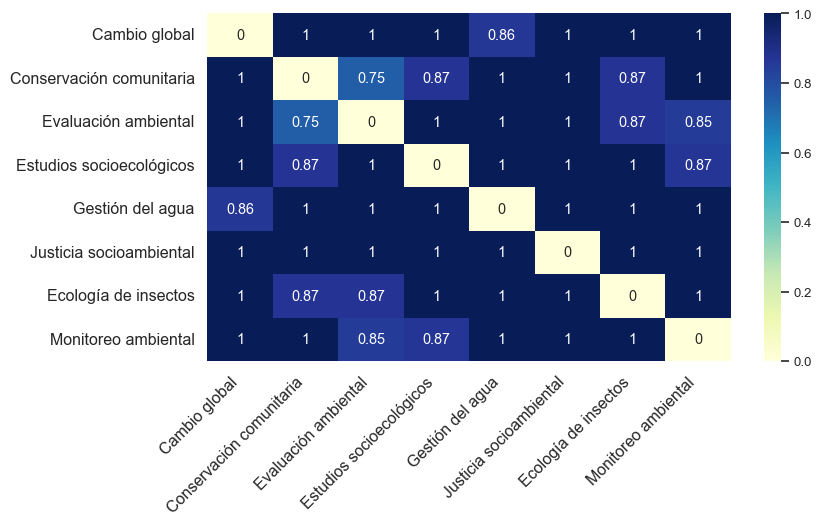 Cambio global 0 1 1 1 0.86 1 1 1
Conservación comunitaria 1 0 0.75 0.87 1 1 0.87 1
Evaluación ambiental 1 0.75 0 1 1 1 0.87 0.85
Estudios socioecológicos 1 0.87 1 0 1 1 1 0.87
Gestión del agua 0.86 1 1 1 0 1 1 1
Justicia socioambiental 1 1 1 1 1 0 1 1
Ecología de insectos 1 0.87 0.87 1 1 1 0 1
Monitoreo ambiental 1 1 0.85 0.87 1 1 1 0
Cambio global
Conservación comunitaria
Evaluación ambiental
Estudios socioecológicos
Gestión del agua
Justicia socioambiental
Ecología de insectos
Monitoreo ambiental
1.0
0.8
0.6
0.4
0.2
0.0